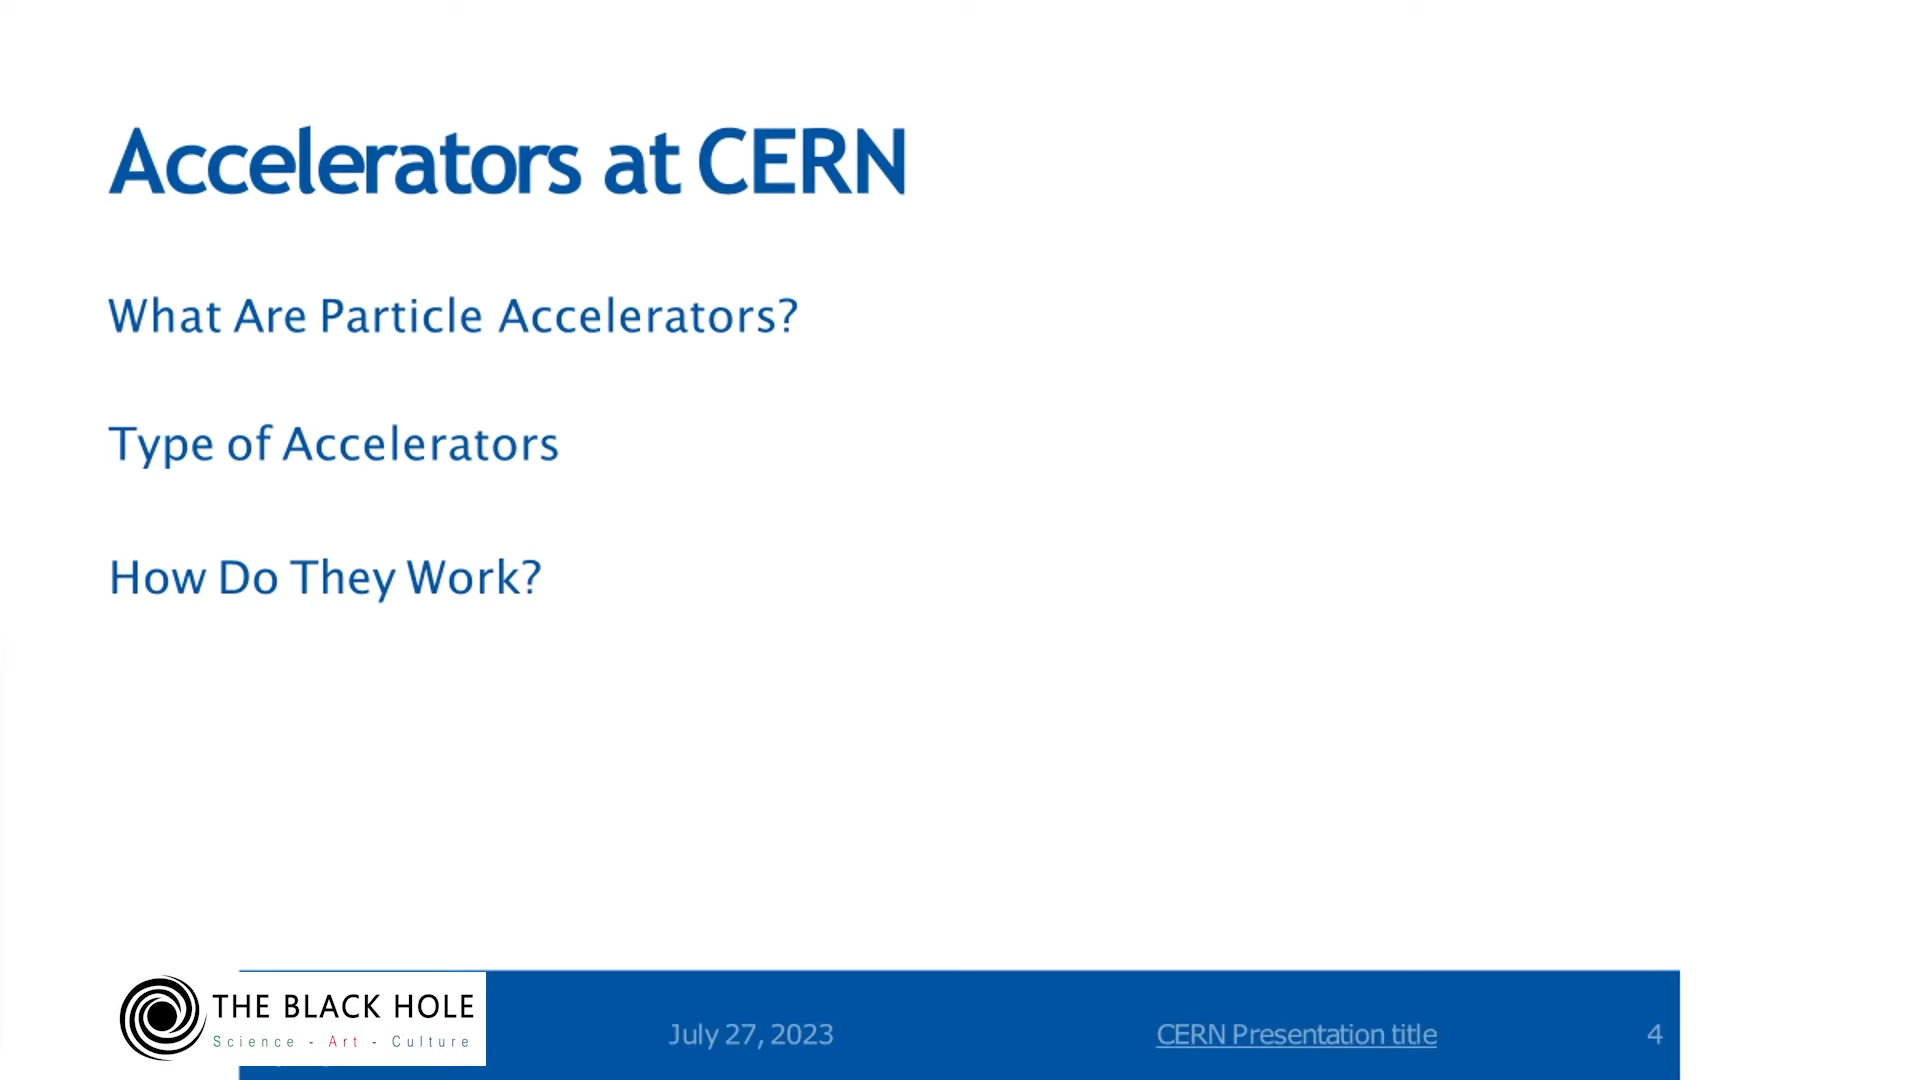 Accelerators at CERN
What Are Particle Accelerators?
Type of Accelerators
How Do They Work?
THE BLACK HOLE
Science - Art - Culture
July 27, 2023
CERN Presentation title
4